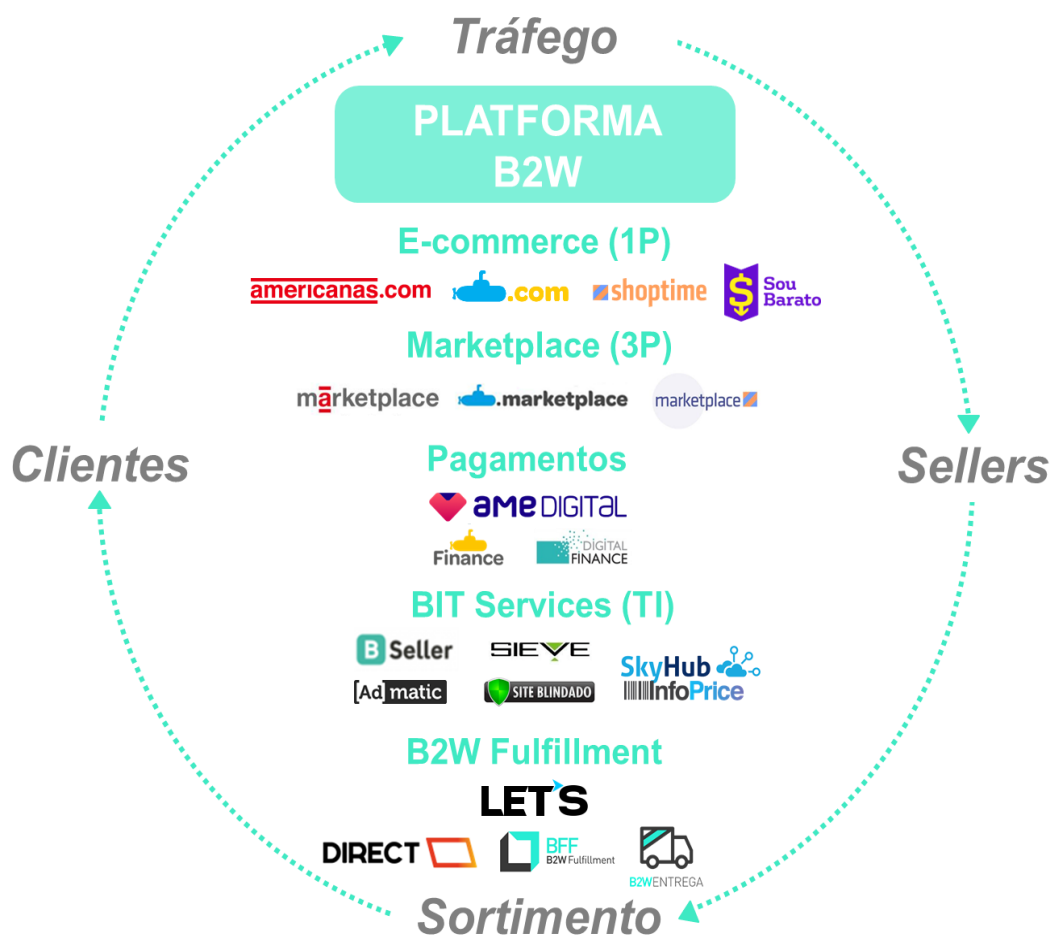 Tráfego
PLATFORMA
B2W
E-commerce (1P)
americanas.com
.com
shoptime
Sou
Barato
Marketplace (3P)
marketplace
.marketplace
marketplace
Clientes
Sellers
Pagamentos
ame DIGITAL
Finance
DIGITAL
FINANCE
BIT Services (TI)
B Seller
SIEVE
SkyHub
[Ad matic
SITE BLINDADO
InfoPrice
B2W Fulfillment
LET'S
DIRECT
BFF
B2W Fulfillment
B2WENTREGA
Sortimento